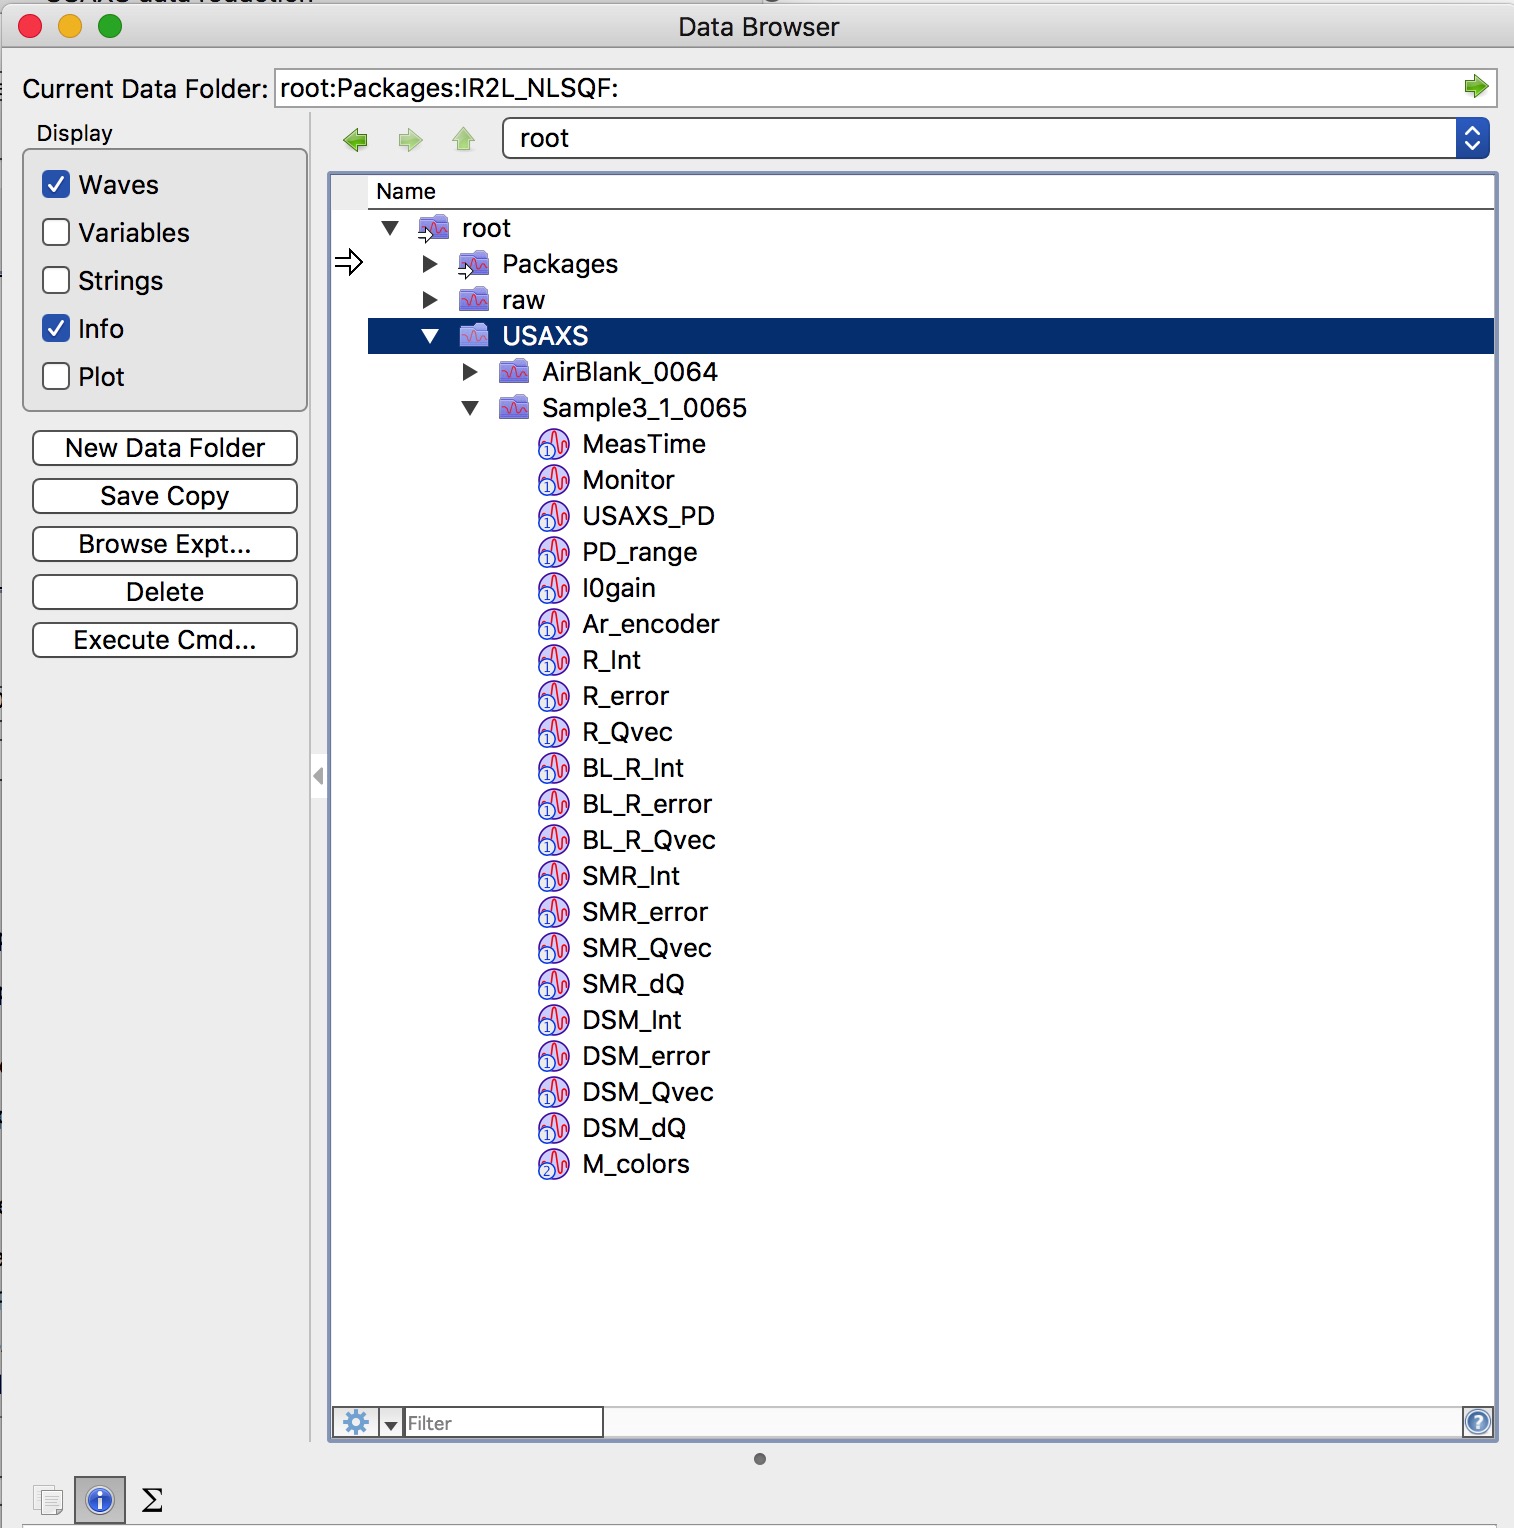 Data Browser
Current Data Folder: root:Packages:IR2L_NLSQF:
Display
Waves
Variables
Strings
Info
Plot
New Data Folder
Save Copy
Browse Expt...
Delete
Execute Cmd...
root
Name
root
Packages
raw
USAXS
AirBlank_0064
Sample3_1_0065
MeasTime
Monitor
USAXS_PD
PD_range
I0gain
Ar_encoder
R_Int
R_error
R_Qvec
BL_R_Int
BL_R_error
BL_R_Qvec
SMR_Int
SMR_error
SMR_Qvec
SMR_dQ
DSM_Int
DSM_error
DSM_Qvec
DSM_dQ
M_colors
Filter
Σ